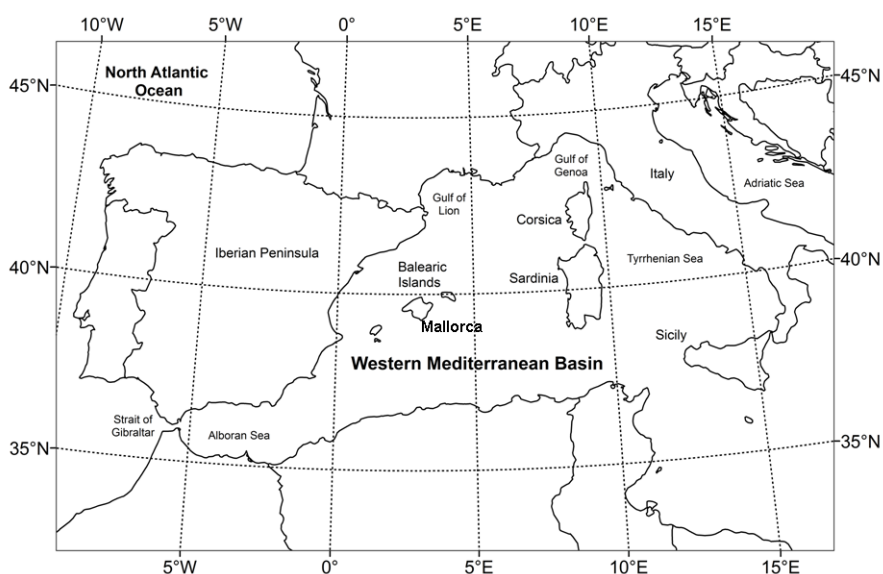 10°W 5°W 0° 5°E 10°E 15°E
North Atlantic
Ocean
45°N
45°N
Gulf of
Genoa
Italy
Adriatic Sea
Gulf of
Lion
Corsica
Iberian Peninsula
40°N
40°N
Balearic
Islands
Sardinia
Tyrrhenian Sea
Mallorca
Sicily
Western Mediterranean Basin
Strait of
Gibraltar
Alboran Sea
35°N
35°N
5°W 0° 5°E 10°E 15°E